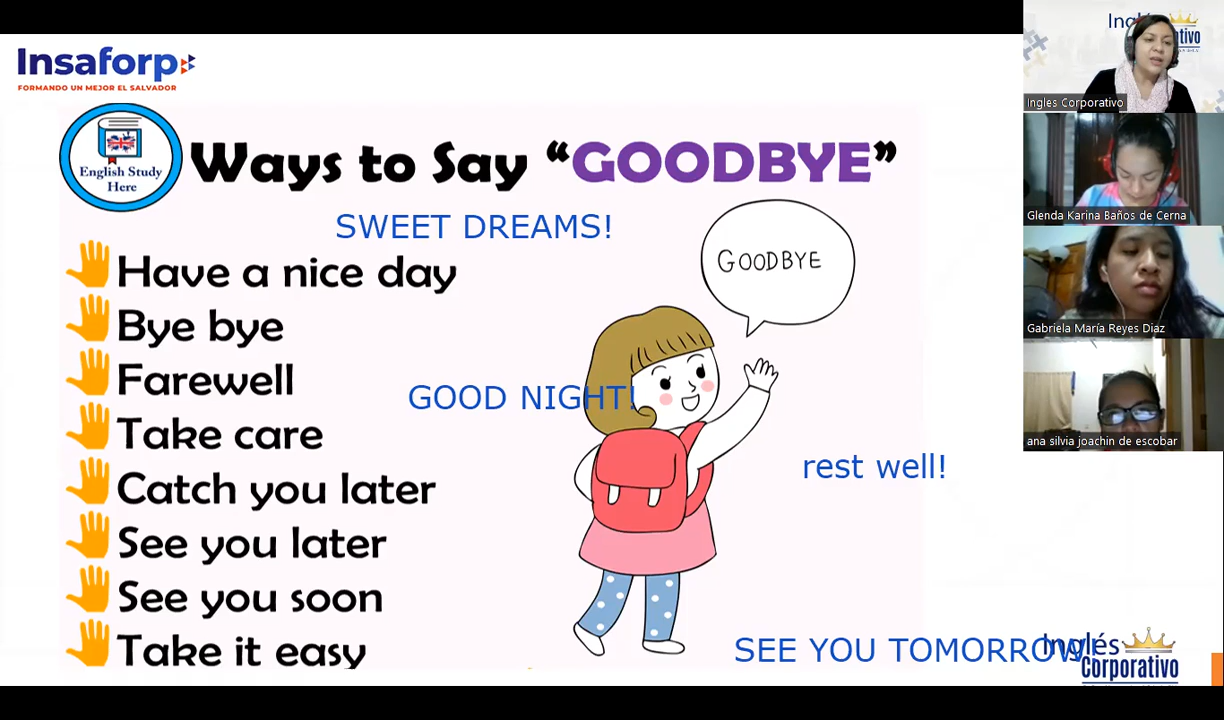 Insaforp
FORMANDO UN MEJOR EL SALVADOR
English Study
Here
Ways to Say “GOODBYE”
SWEET DREAMS!
GOODBYE
Have a nice day
Bye bye
Farewell
GOOD NIGHT!
Take care
Catch you later
rest well!
See you later
See you soon
Take it easy
SEE YOU TOMORROW!
Inglés
Corporativo
Ingles Corporativo
Glenda Karina Baños de Cerna
Gabriela María Reyes Diaz
ana silvia joachin de escobar